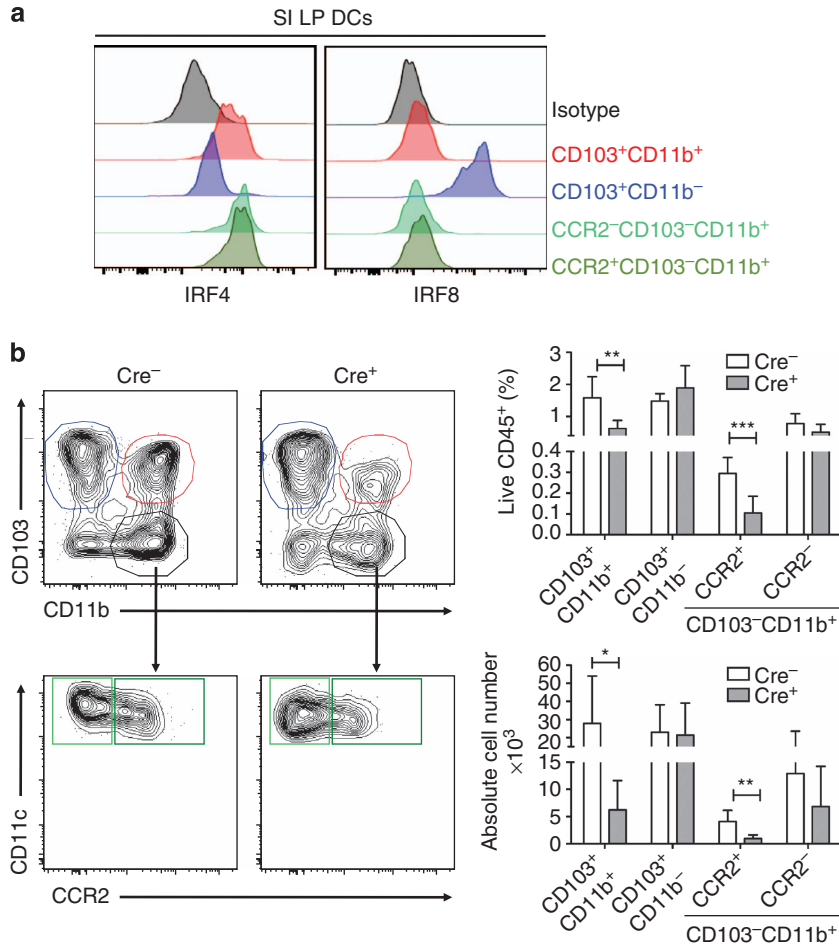 a
SI LP DCs
Isotype
CD103⁺CD11b⁺
CD103⁺CD11b⁻
CCR2⁻CD103⁻CD11b⁺
CCR2⁺CD103⁻CD11b⁺
IRF4
IRF8
b
Cre⁻
Cre⁺
CD103
CD11b
CD11c
CCR2
Live CD45⁺ (%)
3
2
1
0.4
0.3
0.2
0.1
0.0
**
***
Cre⁻
Cre⁺
CD103⁺
CD11b⁺
CD103⁺
CD11b⁻
CCR2⁺
CCR2⁻
CD103⁻CD11b⁺
Absolute cell number
×10³
60
50
40
30
20
15
10
5
0
*
**
Cre⁻
Cre⁺
CD103⁺
CD11b⁺
CD103⁺
CD11b⁻
CCR2⁺
CCR2⁻
CD103⁻CD11b⁺